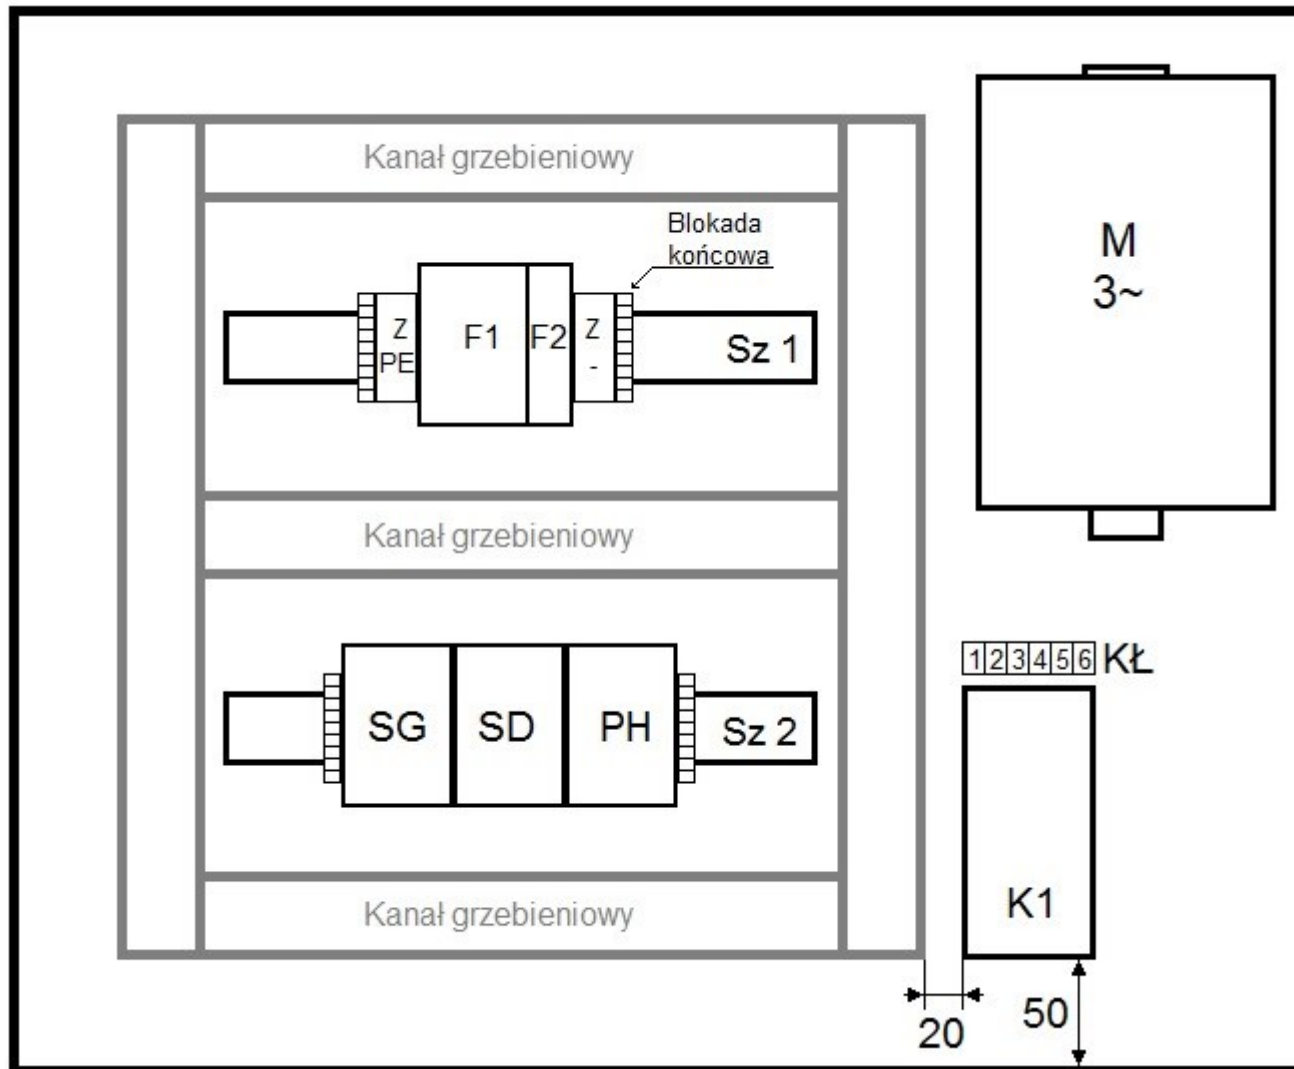 Kanał grzebieniowy
Blokada
końcowa
M
3~
Z
PE
F1
F2
Z
-
Sz 1
Kanał grzebieniowy
1 2 3 4 5 6 KŁ
SG
SD
PH
Sz 2
K1
Kanał grzebieniowy
20
50